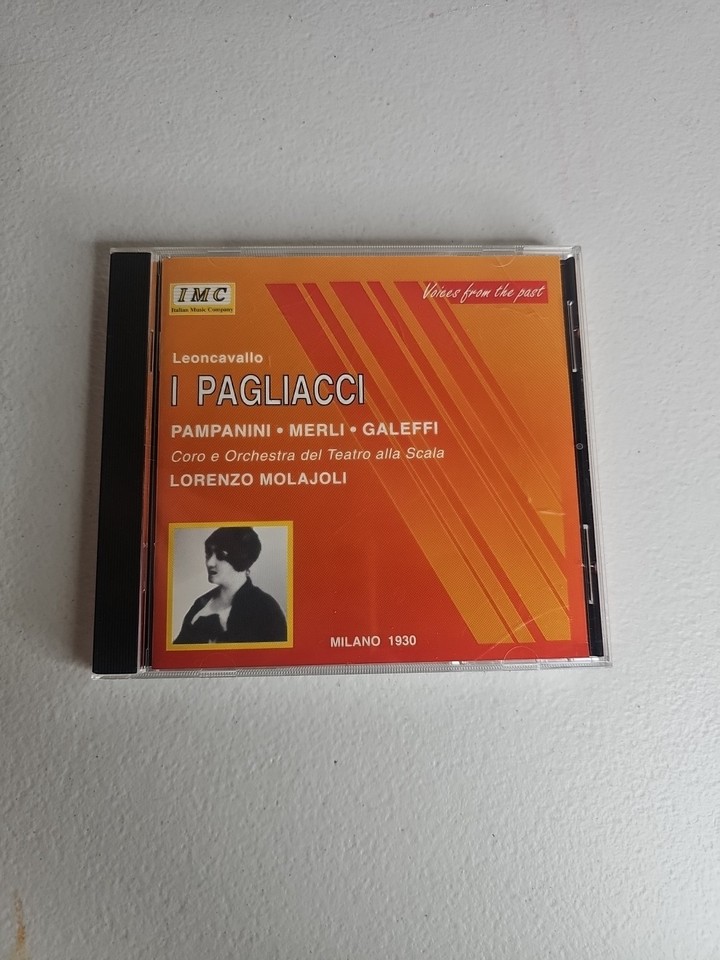 IMC
Italian Music Company
Voices from the past
Leoncavallo
I PAGLIACCI
PAMPANINI • MERLI • GALEFFI
Coro e Orchestra del Teatro alla Scala
LORENZO MOLAJOLI
MILANO 1930